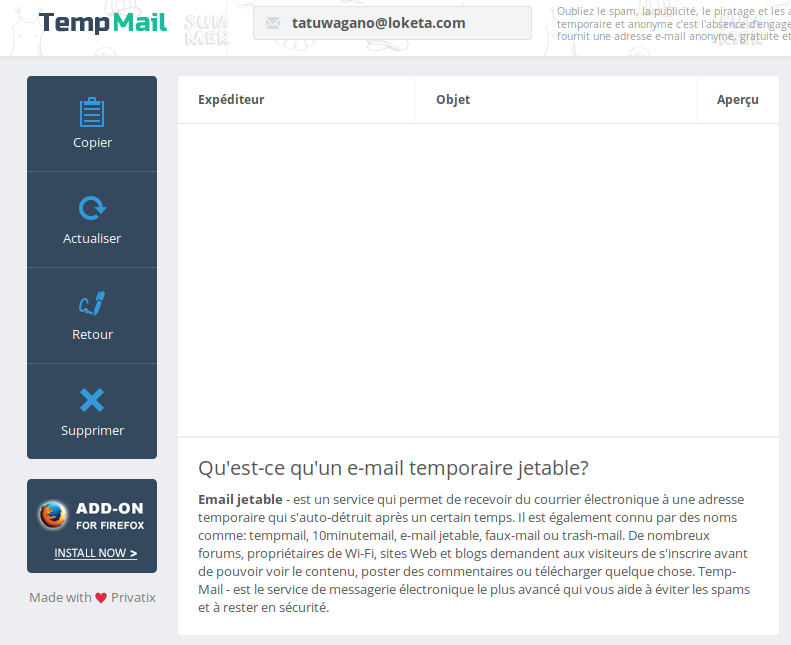 TempMail
SUM
MER
tatuwagano@loketa.com
Oubliez le spam, la publicité, le piratage et les a
temporaire et anonyme c'est l'absence d'engage
fournit une adresse e-mail anonyme, gratuite et
Copier
Actualiser
Retour
Supprimer
ADD-ON
FOR FIREFOX
INSTALL NOW >
Made with ♥ Privatix
Expéditeur
Objet
Aperçu
Qu'est-ce qu'un e-mail temporaire jetable?
Email jetable - est un service qui permet de recevoir du courrier électronique à une adresse
temporaire qui s'auto-détruit après un certain temps. Il est également connu par des noms
comme: tempmail, 10minutemail, e-mail jetable, faux-mail ou trash-mail. De nombreux
forums, propriétaires de Wi-Fi, sites Web et blogs demandent aux visiteurs de s'inscrire avant
de pouvoir voir le contenu, poster des commentaires ou télécharger quelque chose. Temp-
Mail - est le service de messagerie électronique le plus avancé qui vous aide à éviter les spams
et à rester en sécurité.